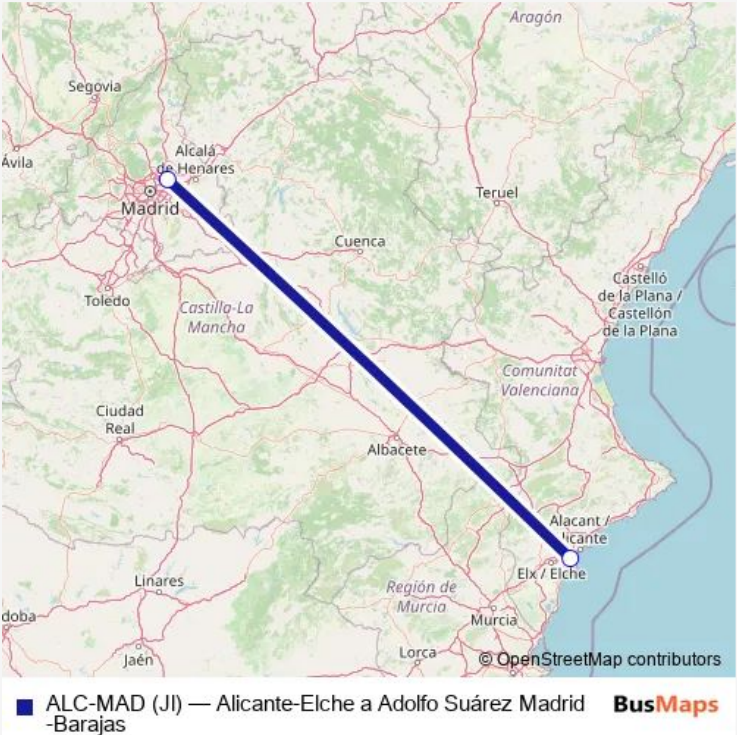 Aragón
Segovia
Alcalá
de Henares
Ávila
Madrid
Teruel
Cuenca
Toledo
Castilla-La
Mancha
Castelló
de la Plana /
Castellón
de la Plana
Comunitat
Valenciana
Ciudad
Real
Albacete
Alacant /
licante
Elx / Elche
Linares
Región de
Murcia
doba
Murcia
Jaén
Lorca
© OpenStreetMap contributors
ALC-MAD (JI) — Alicante-Elche a Adolfo Suárez Madrid
-Barajas
BusMaps